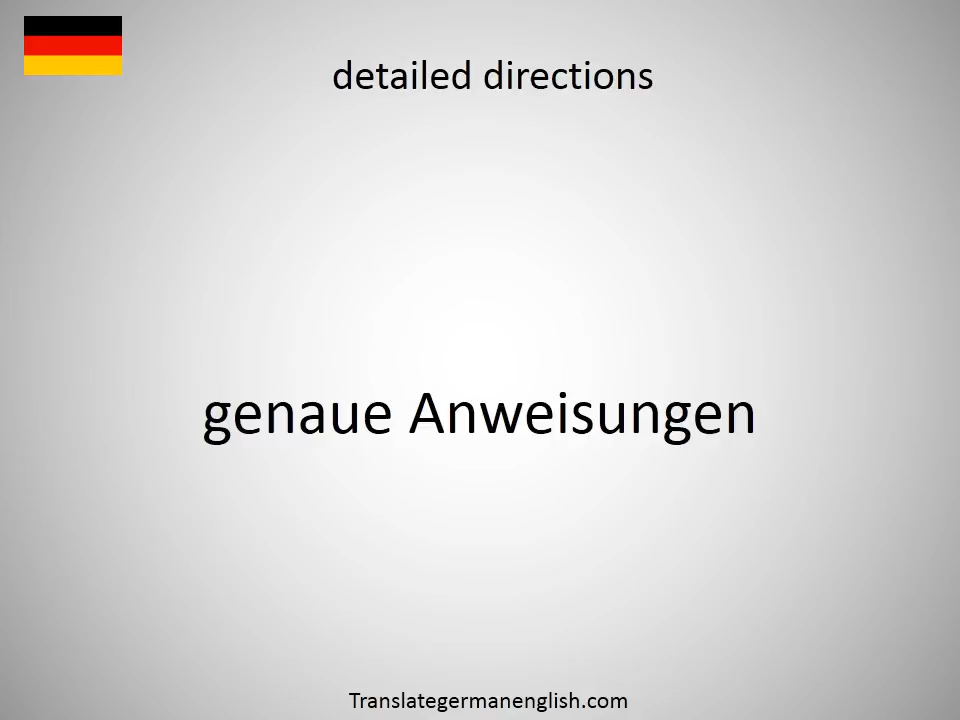 detailed directions
genaue Anweisungen
Translategermanenglish.com